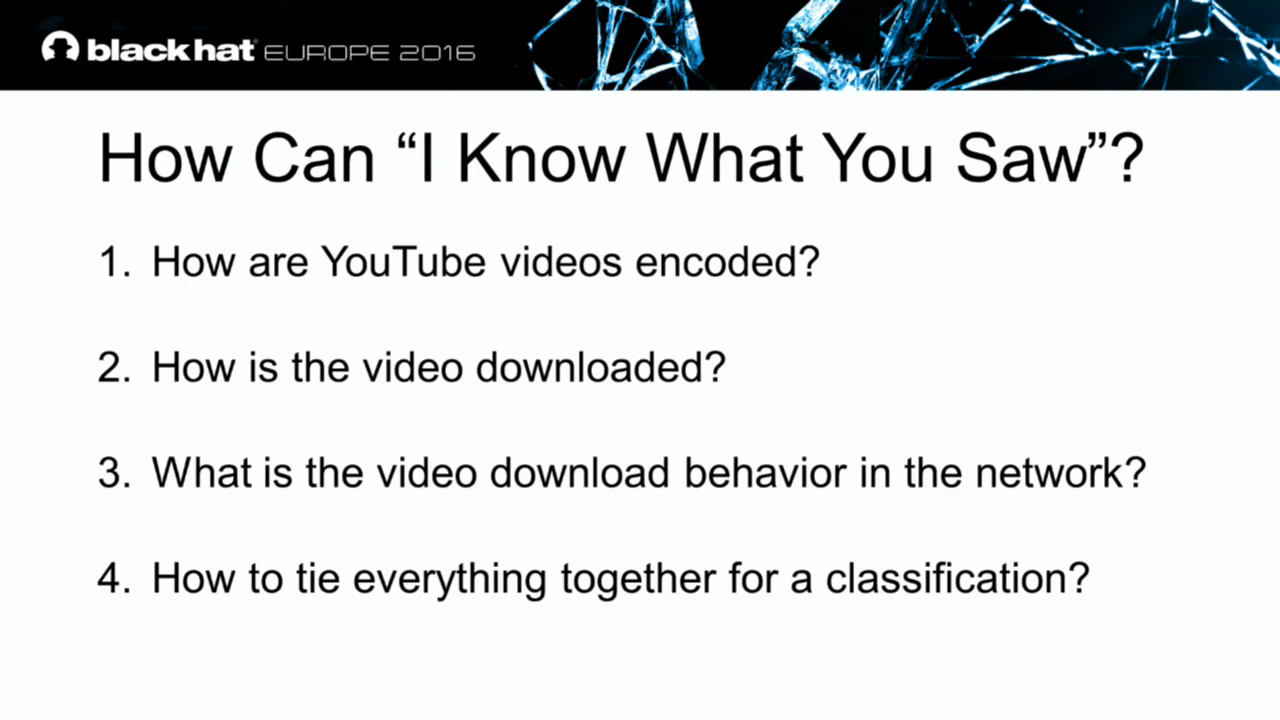 black hat EUROPE 2016
How Can “I Know What You Saw”?
1. How are YouTube videos encoded?
2. How is the video downloaded?
3. What is the video download behavior in the network?
4. How to tie everything together for a classification?